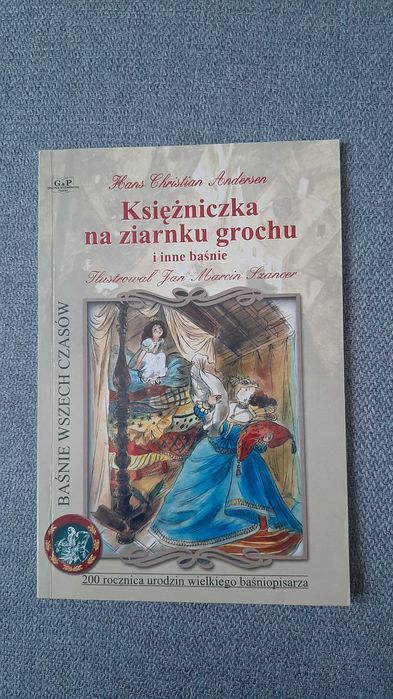 G&P
Hans Christian Andersen
Księżniczka
na ziarnku grochu
i inne baśnie
Ilustrował Jan Marcin Szancer
BAŚNIE WSZECH CZASÓW
200 rocznica urodzin wielkiego baśniopisarza